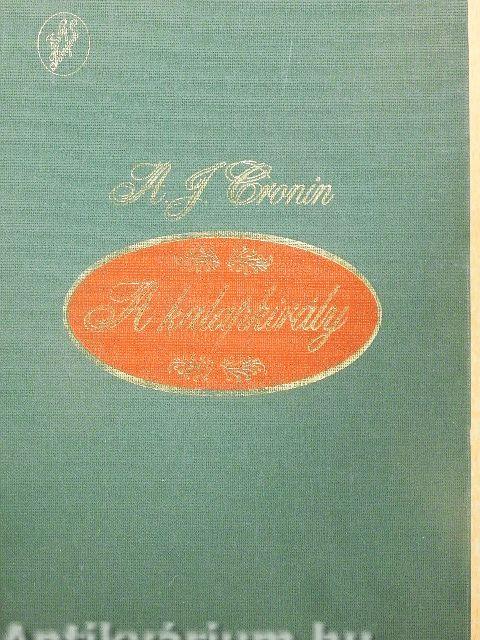 A. J. Cronin
A kalapkirály
Antikvárium.hu